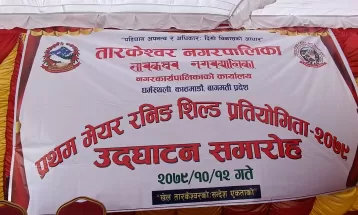 "पहिचान अपनत्व र अधिकार: दिगो विकासको आधार"
तारकेश्वर नगरपालिका
नगरकार्यपालिकाको कार्यालय
धर्मस्थली काठमाडौं, बागमती प्रदेश
प्रथम मेयर रनिङ शिल्ड प्रतियोगिता-२०७९
उद्घाटन समारोह
२०७९/१०/१२ गते
"खेल तारकेश्वरको सन्देश एकताको"